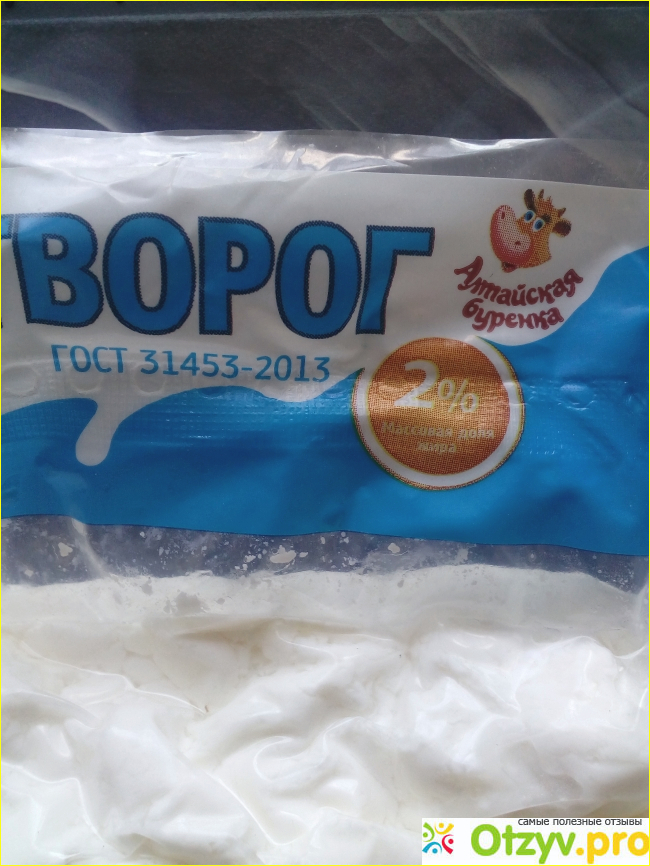 ТВОРОГ
Алтайская
буренка
ГОСТ 31453-2013
2%
Массовая доля
жира
самые полезные отзывы
Otzyv.pro